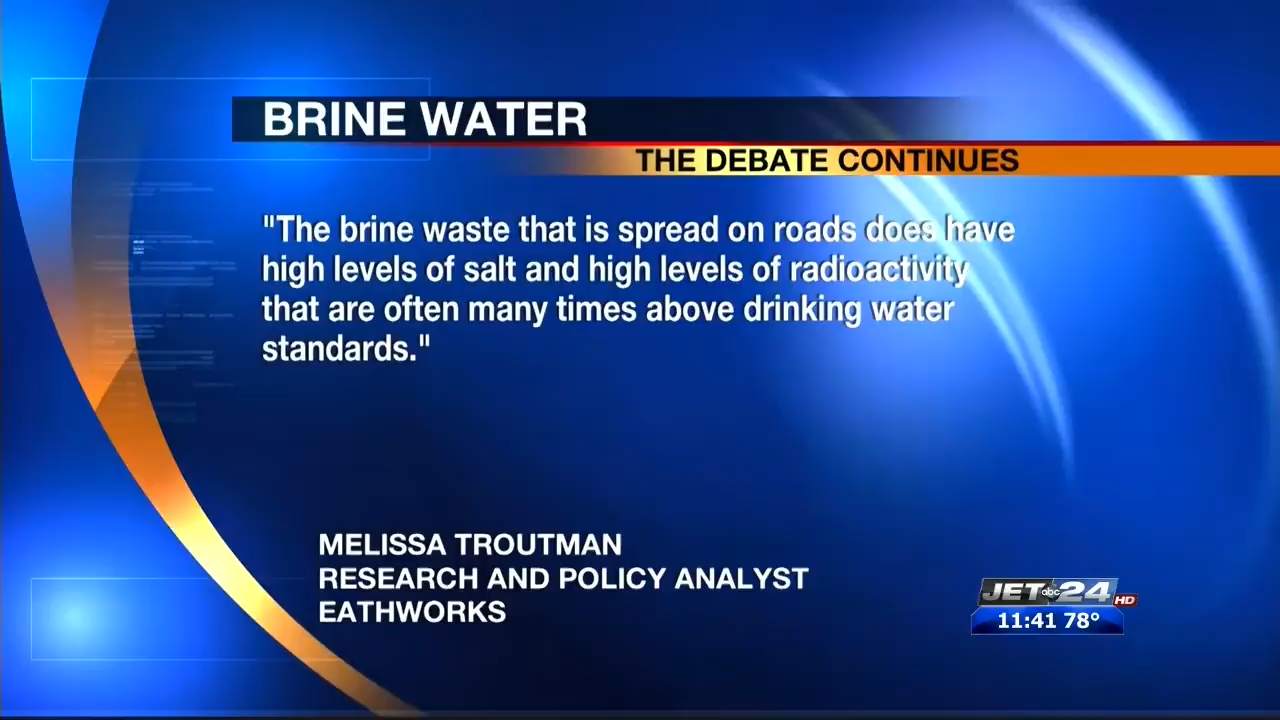 BRINE WATER
THE DEBATE CONTINUES
"The brine waste that is spread on roads does have
high levels of salt and high levels of radioactivity
that are often many times above drinking water
standards."
MELISSA TROUTMAN
RESEARCH AND POLICY ANALYST
EATHWORKS
JET abc 24 HD
11:41 78°